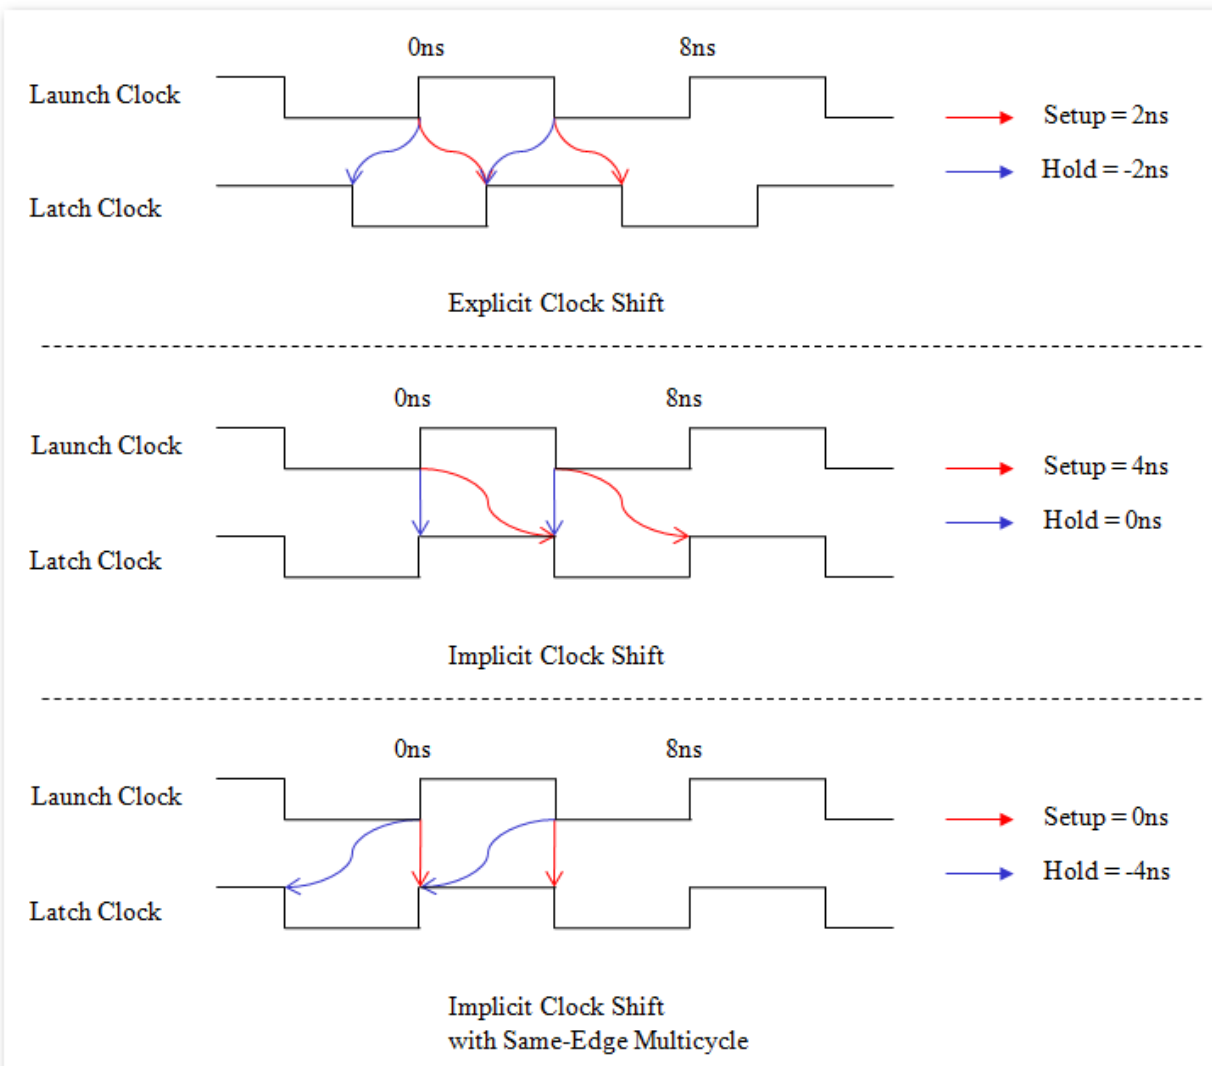 0ns 8ns
Launch Clock
Setup = 2ns
Hold = -2ns
Latch Clock
Explicit Clock Shift
0ns 8ns
Launch Clock
Setup = 4ns
Hold = 0ns
Latch Clock
Implicit Clock Shift
0ns 8ns
Launch Clock
Setup = 0ns
Hold = -4ns
Latch Clock
Implicit Clock Shift
with Same-Edge Multicycle